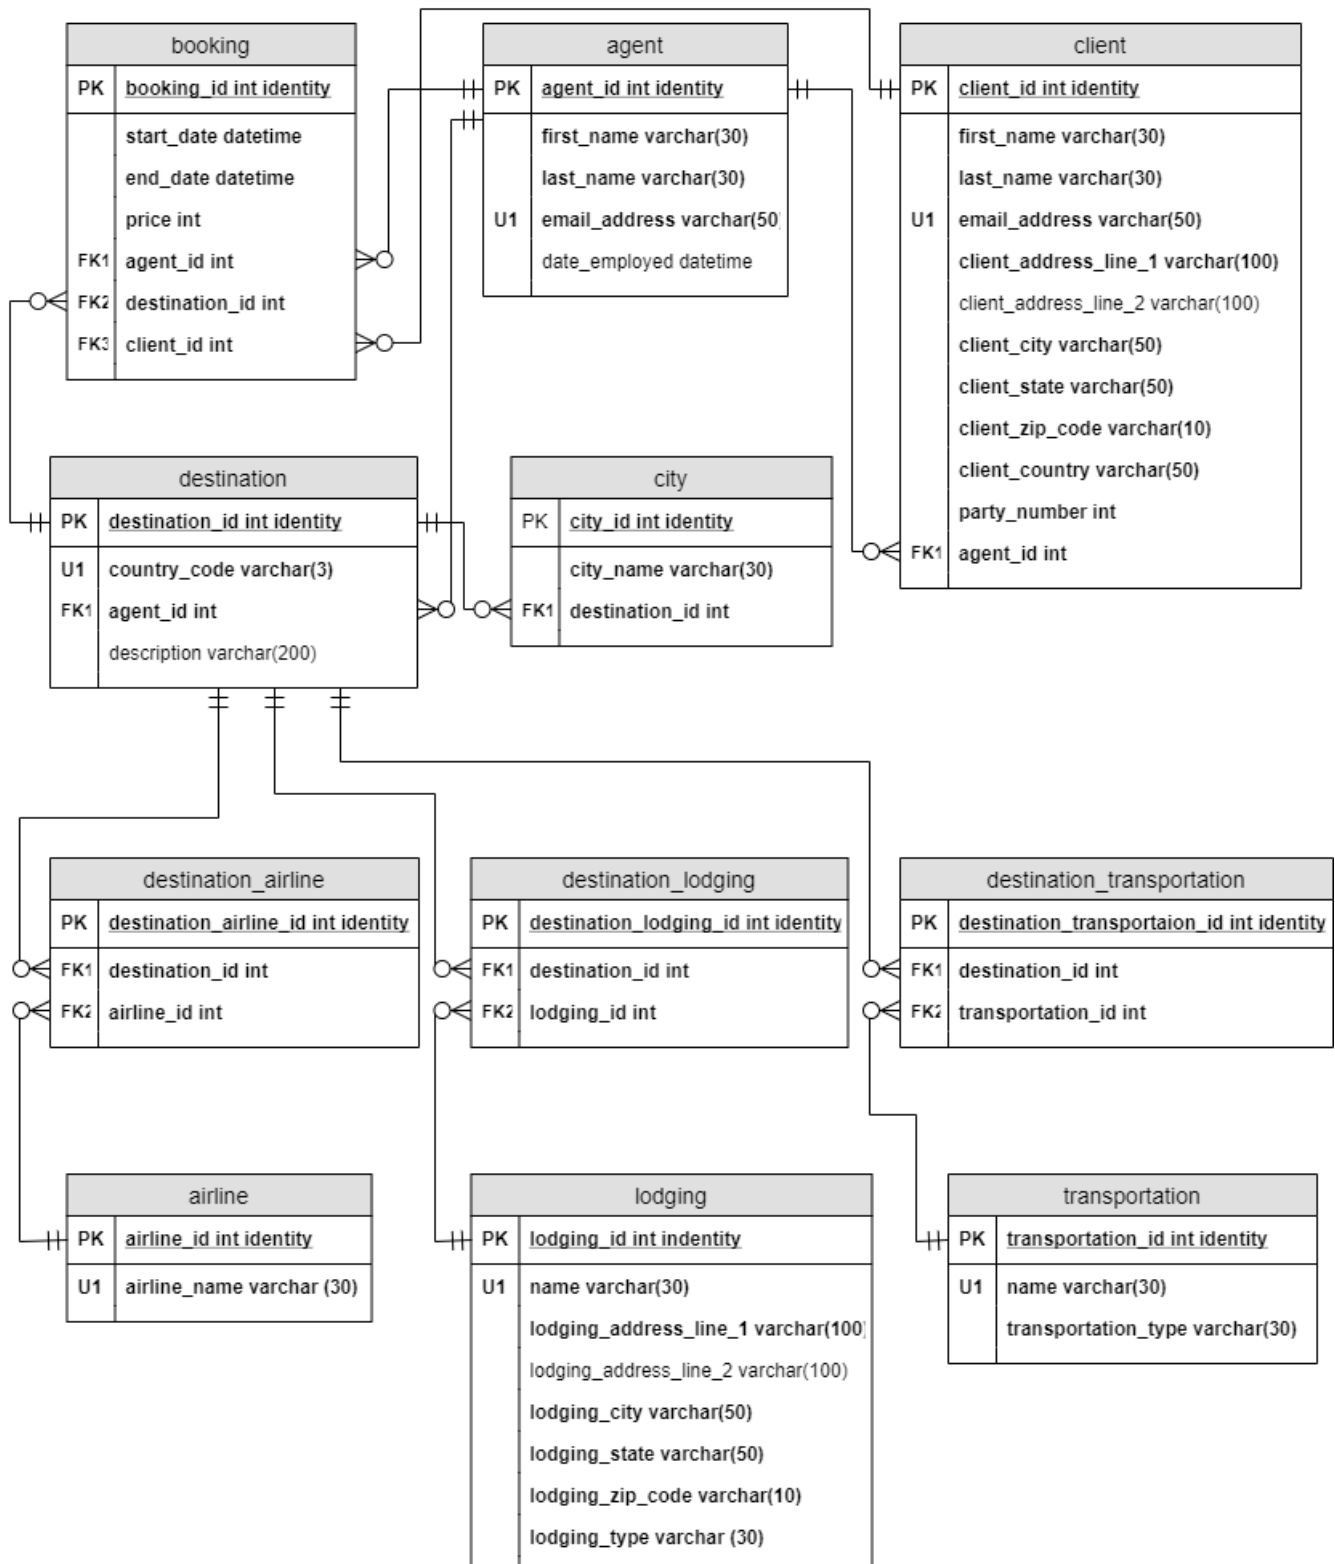 booking
PK booking_id int identity
start_date datetime
end_date datetime
price int
FK1 agent_id int
FK2 destination_id int
FK3 client_id int
agent
PK agent_id int identity
first_name varchar(30)
last_name varchar(30)
U1 email_address varchar(50)
date_employed datetime
client
PK client_id int identity
first_name varchar(30)
last_name varchar(30)
U1 email_address varchar(50)
client_address_line_1 varchar(100)
client_address_line_2 varchar(100)
client_city varchar(50)
client_state varchar(50)
client_zip_code varchar(10)
client_country varchar(50)
party_number int
FK1 agent_id int
destination
PK destination_id int identity
U1 country_code varchar(3)
FK1 agent_id int
description varchar(200)
city
PK city_id int identity
city_name varchar(30)
FK1 destination_id int
destination_airline
PK destination_airline_id int identity
FK1 destination_id int
FK2 airline_id int
destination_lodging
PK destination_lodging_id int identity
FK1 destination_id int
FK2 lodging_id int
destination_transportation
PK destination_transportaion_id int identity
FK1 destination_id int
FK2 transportation_id int
airline
PK airline_id int identity
U1 airline_name varchar (30)
lodging
PK lodging_id int indentity
U1 name varchar(30)
lodging_address_line_1 varchar(100)
lodging_address_line_2 varchar(100)
lodging_city varchar(50)
lodging_state varchar(50)
lodging_zip_code varchar(10)
lodging_type varchar (30)
transportation
PK transportation_id int identity
U1 name varchar(30)
transportation_type varchar(30)